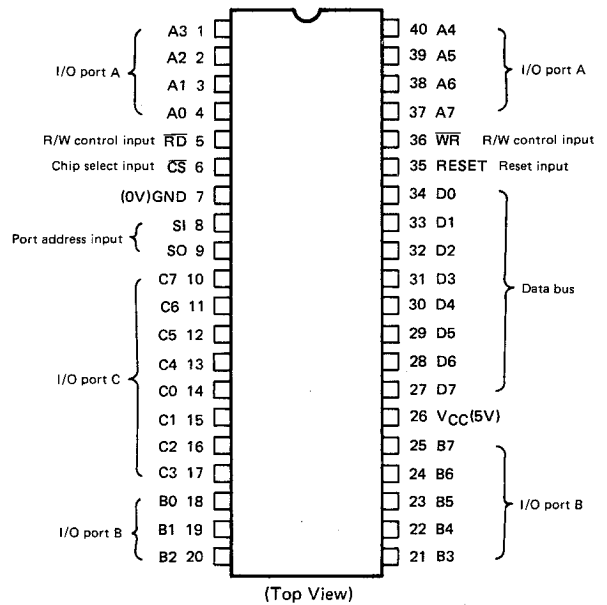 A3 1
A2 2
I/O port A
A1 3
A0 4
R/W control input RD 5
Chip select input CS 6
(0V)GND 7
SI 8
Port address input
SO 9
C7 10
C6 11
C5 12
C4 13
I/O port C
C0 14
C1 15
C2 16
C3 17
B0 18
I/O port B
B1 19
B2 20
40 A4
39 A5
I/O port A
38 A6
37 A7
36 WR R/W control input
35 RESET Reset input
34 D0
33 D1
32 D2
31 D3
Data bus
30 D4
29 D5
28 D6
27 D7
26 VCC(5V)
25 B7
24 B6
23 B5
I/O port B
22 B4
21 B3
(Top View)